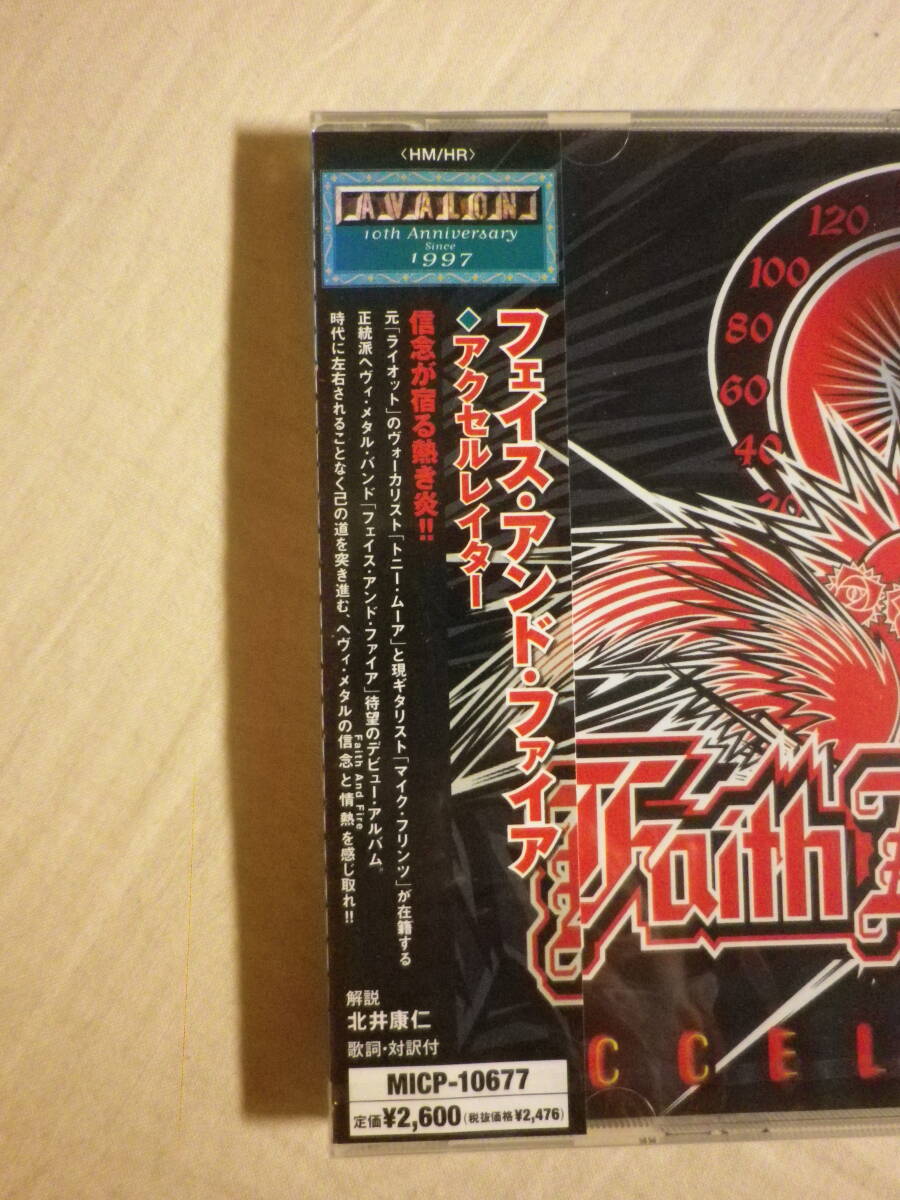 〈HM/HR〉
AVALON
10th Anniversary
Since
1997
フェイス・アンド・ファイア
◆アクセルレイター
信念が宿る熱き炎!!
元「ライオット」のヴォーカリスト「トニー・ムーア」と現ギタリスト「マイク・フリンツ」が在籍する
正統派ヘヴィ・メタル・バンド「フェイス・アンド・ファイア」待望のデビュー・アルバム。
Faith And Fire
時代に左右されることなく己の道を突き進む、ヘヴィ・メタルの信念と情熱を感じ取れ!!
解説
北井康仁
歌詞・対訳付
MICP-10677
定価¥2,600(税抜価格¥2,476)
120
100
80
60
40
20
Faith
CCEL